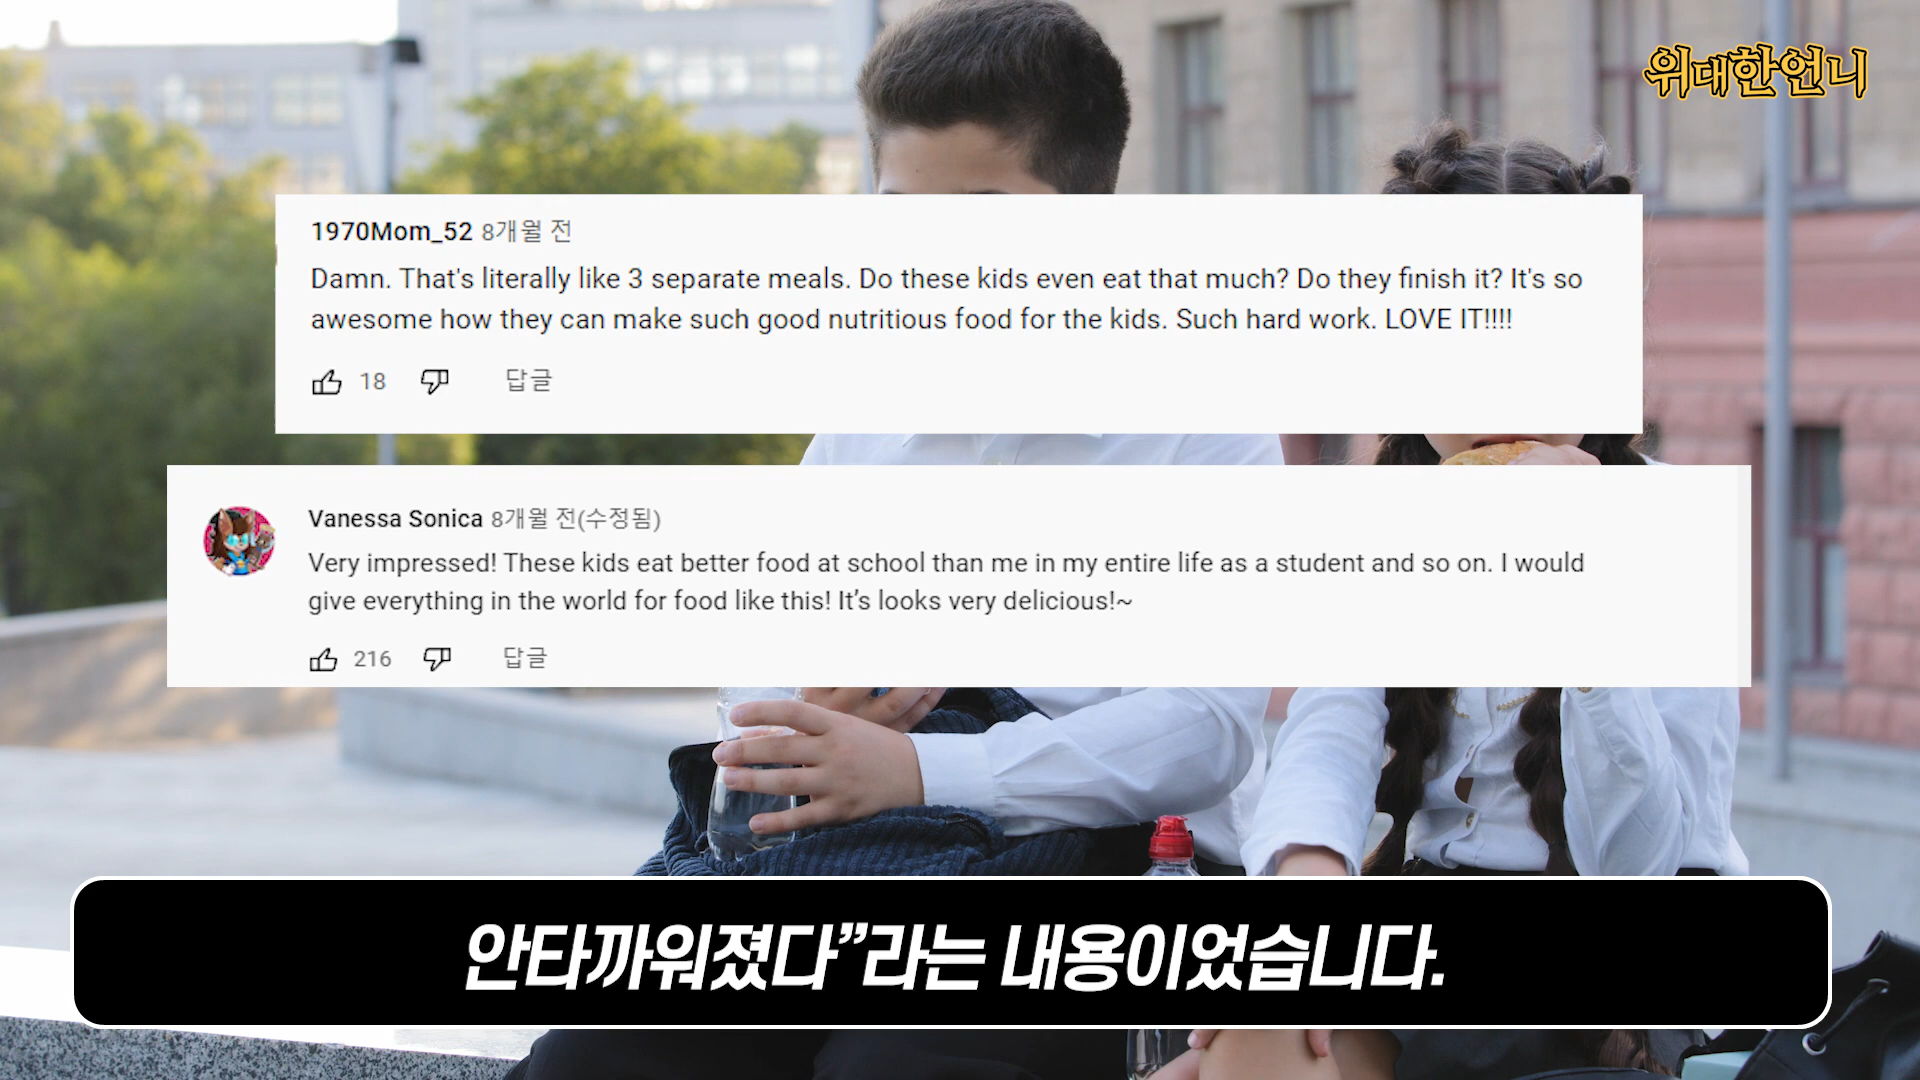 위대한언니
1970Mom_52 8개월 전
Damn. That's literally like 3 separate meals. Do these kids even eat that much? Do they finish it? It's so
awesome how they can make such good nutritious food for the kids. Such hard work. LOVE IT!!!!
18 답글
Vanessa Sonica 8개월 전(수정됨)
Very impressed! These kids eat better food at school than me in my entire life as a student and so on. I would
give everything in the world for food like this! It’s looks very delicious!~
216 답글
안타까워졌다”라는 내용이었습니다.